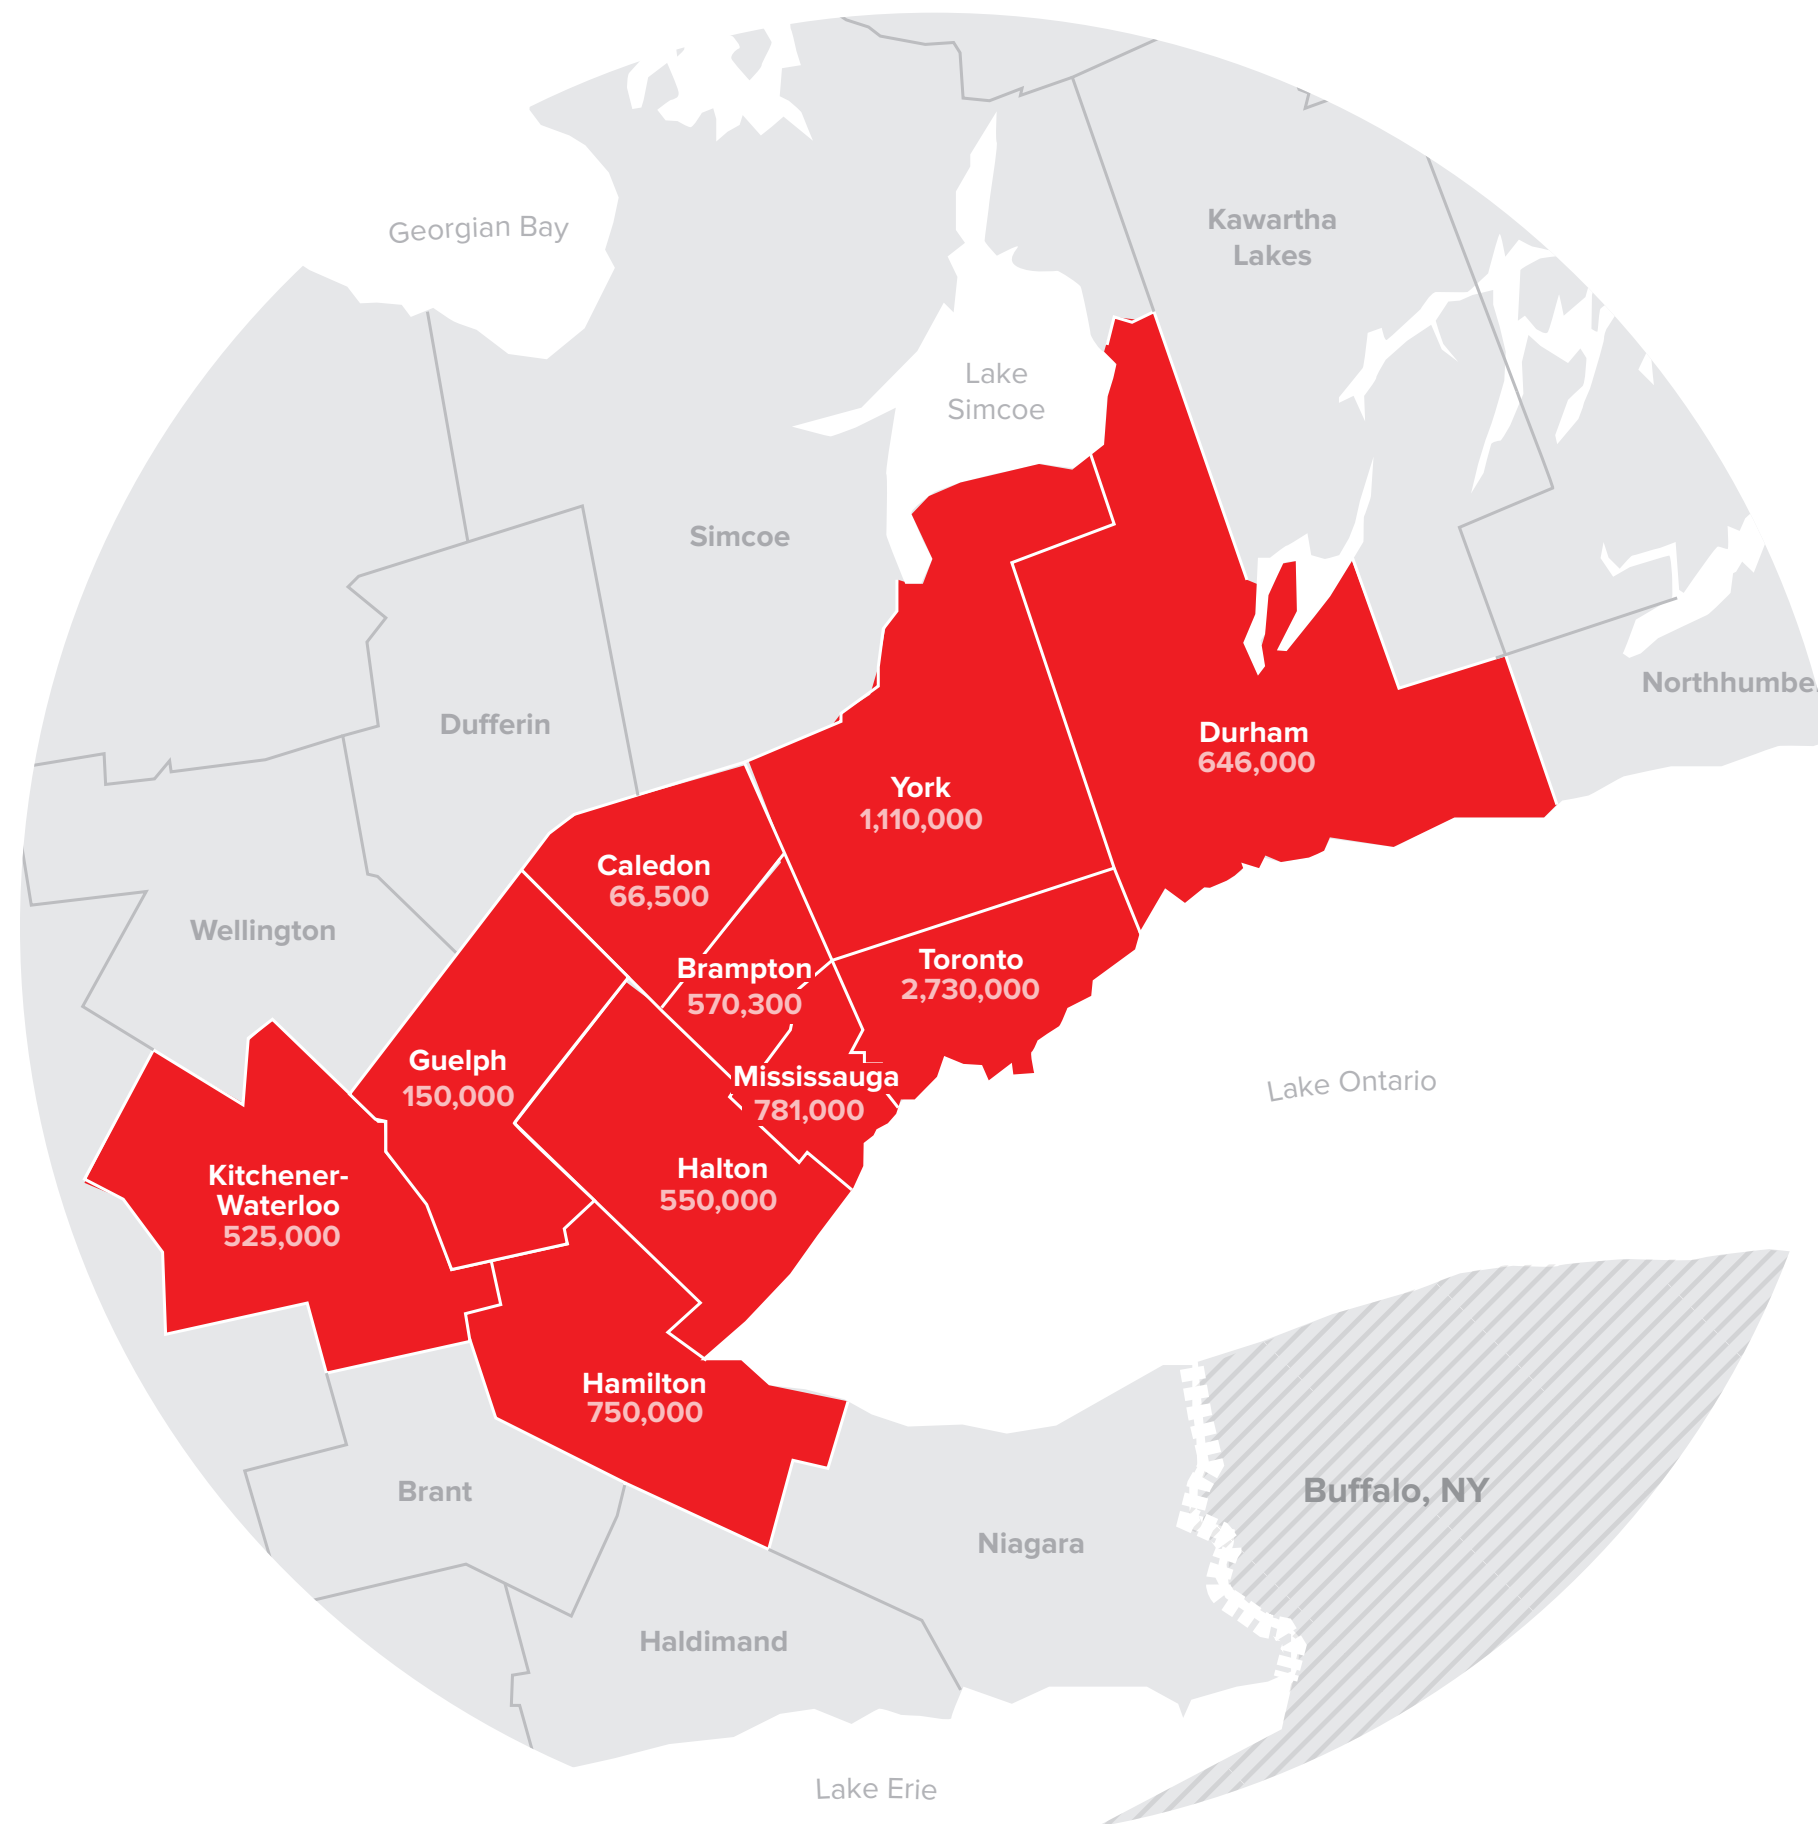 Georgian Bay
Kawartha
Lakes
Lake
Simcoe
Simcoe
Northhumbe.
Dufferin
Durham
646,000
York
1,110,000
Caledon
66,500
Wellington
Brampton
570,300
Toronto
2,730,000
Guelph
150,000
Mississauga
781,000
Lake Ontario
Kitchener-
Waterloo
525,000
Halton
550,000
Hamilton
750,000
Brant
Buffalo, NY
Niagara
Haldimand
Lake Erie